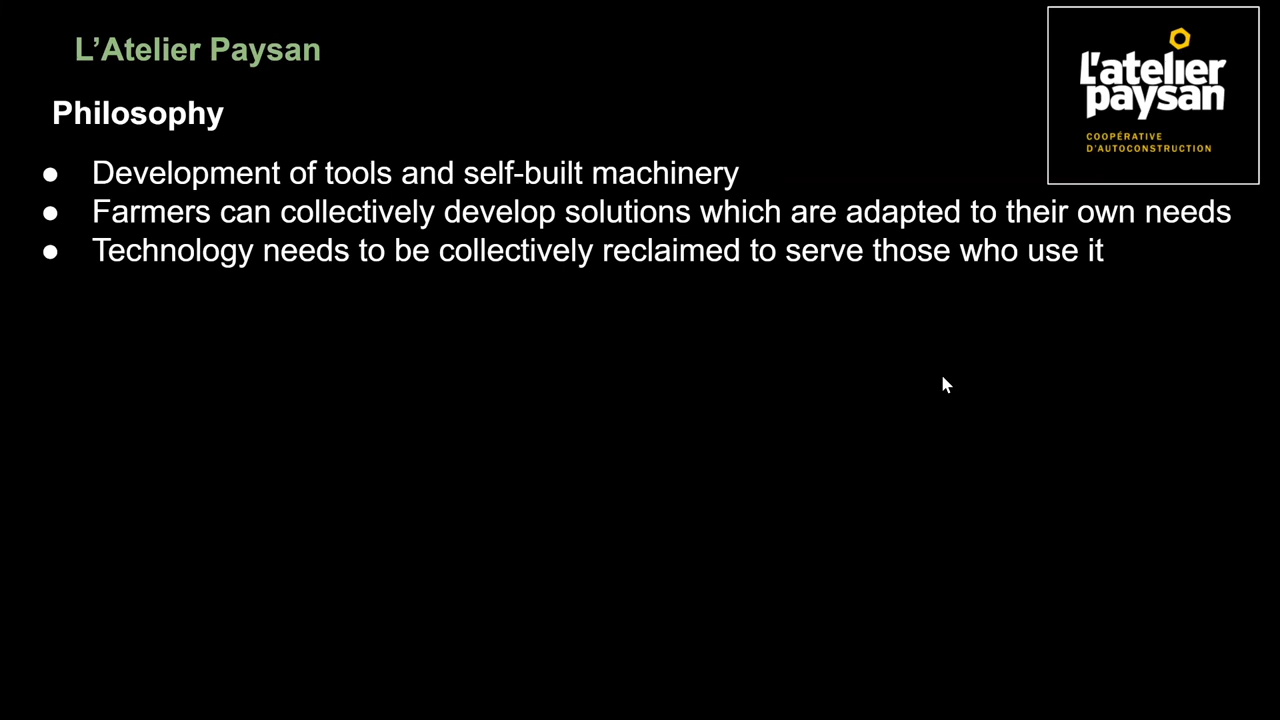 L’Atelier Paysan
l'atelier
paysan
COOPÉRATIVE
D'AUTOCONSTRUCTION
Philosophy
● Development of tools and self-built machinery
● Farmers can collectively develop solutions which are adapted to their own needs
● Technology needs to be collectively reclaimed to serve those who use it